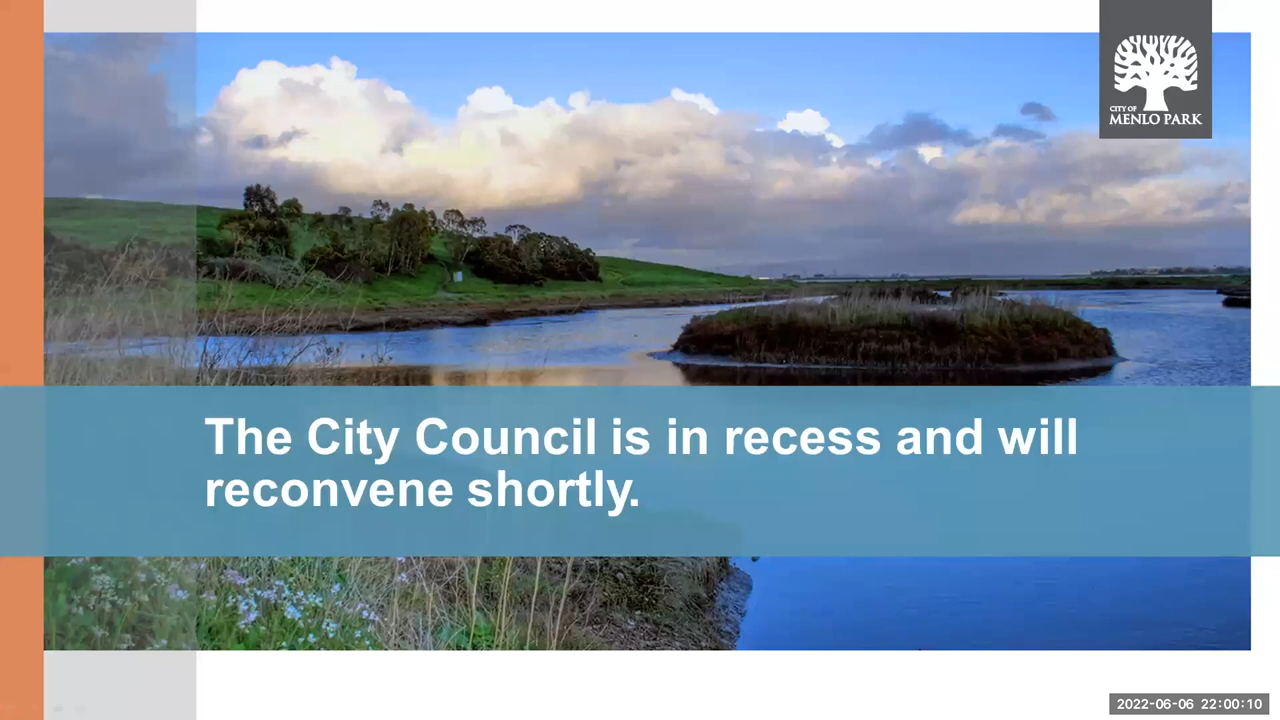 CITY OF
MENLO PARK
The City Council is in recess and will
reconvene shortly.
2022-06-06 22:00:10